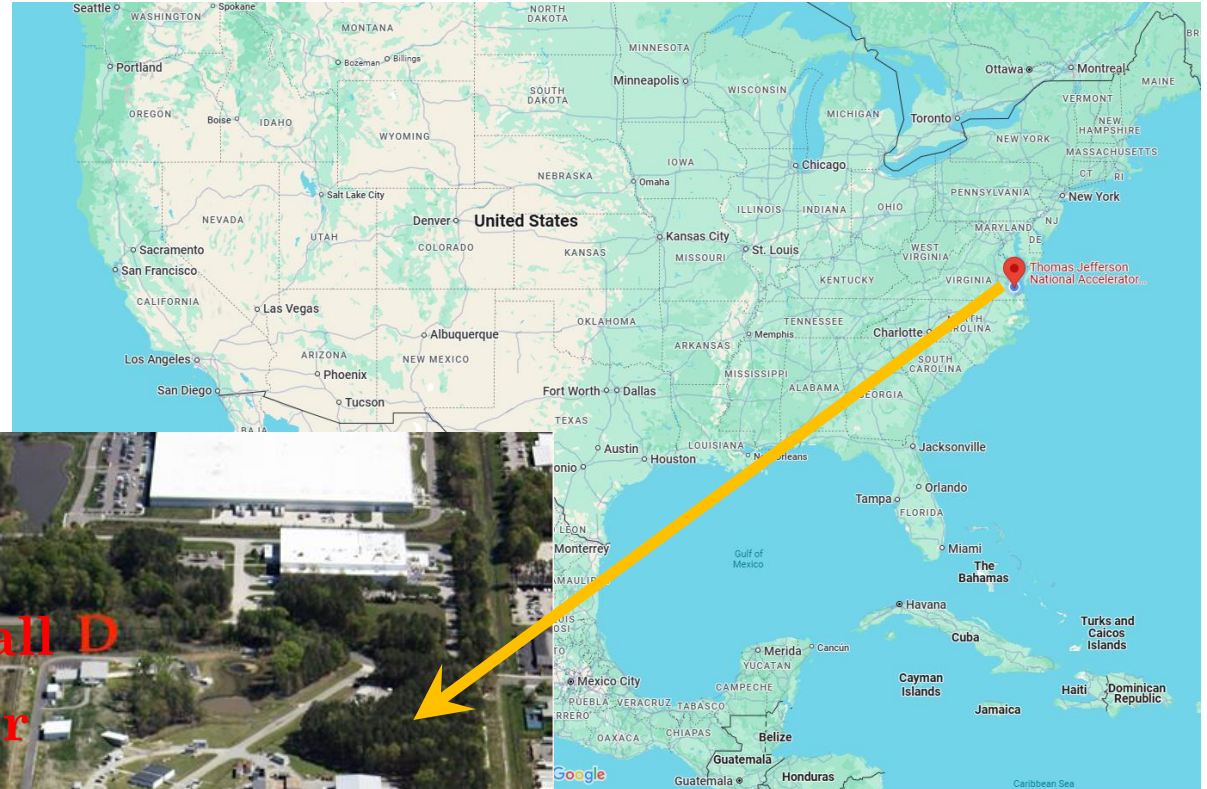 Seattle
Spokane
WASHINGTON
NORTH
DAKOTA
MONTANA
MINNESOTA
Bozeman
Billings
Portland
Ottawa
Montreal
MAINE
Minneapolis
SOUTH
DAKOTA
WISCONSIN
VERMONT
OREGON
Boise
IDAHO
MICHIGAN
Toronto
NEW
HAMPSHIRE
WYOMING
NEW YORK
MASSACHUSETTS
IOWA
Chicago
CT
RI
NEBRASKA
Omaha
PENNSYLVANIA
New York
Salt Lake City
ILLINOIS
INDIANA
OHIO
NEVADA
Denver
United States
NJ
MARYLAND
UTAH
COLORADO
Kansas City
DE
Sacramento
KANSAS
MISSOURI
St. Louis
WEST
VIRGINIA
San Francisco
Thomas Jefferson
National Accelerator...
KENTUCKY
VIRGINIA
CALIFORNIA
Las Vegas
OKLAHOMA
TENNESSEE
Albuquerque
Memphis
Charlotte
ARKANSAS
Los Angeles
ARIZONA
NEW MEXICO
SOUTH
CAROLINA
Phoenix
MISSISSIPPI
San Diego
Fort Worth
Dallas
ALABAMA
Tucson
TEXAS
Austin
LOUISIANA
Jacksonville
Houston
Orlando
Tampa
FLORIDA
Monterrey
Gulf of
Mexico
Miami
The
Bahamas
Havana
Turks and
Caicos
Islands
all D
Cuba
Merida
Cancún
YUCATAN
Mexico City
CAMPECHE
Cayman
Islands
Haiti
Dominican
Republic
PUEBLA
VERACRUZ
TABASCO
Jamaica
r
OAXACA
CHIAPAS
Belize
Guatemala
Google
Guatemala
Honduras
Caribbean Sea